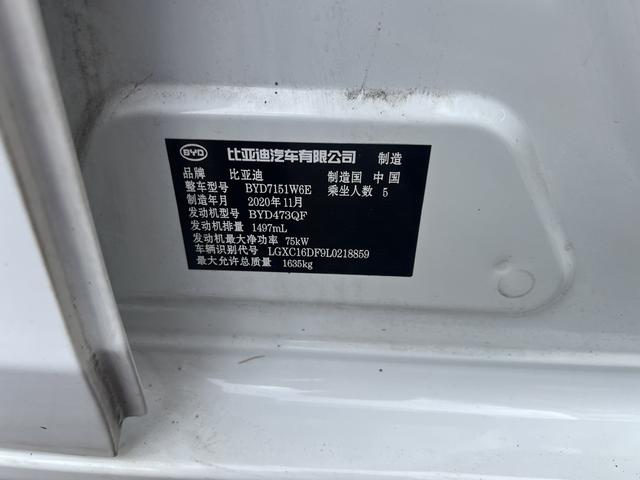 BYD 比亚迪汽车有限公司 制造
品牌 比亚迪 制造国 中国
整车型号 BYD7151W6E 乘坐人数 5
制造年月 2020年11月
发动机型号 BYD473QF
发动机排量 1497mL
发动机最大净功率 75kW
车辆识别代号 LGXC16DF9L0218859
最大允许总质量 1635kg